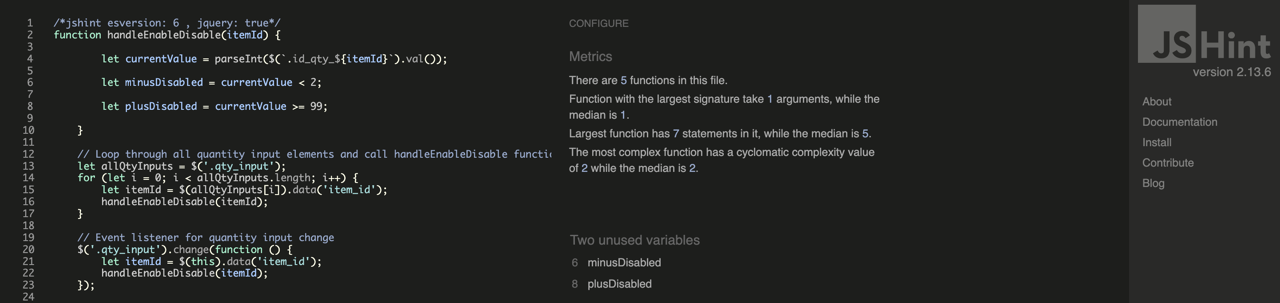 1 /*jshint esversion: 6 , jquery: true*/
2 function handleEnableDisable(itemId) {
3
4 let currentValue = parseInt($(`.id_qty_${itemId}`).val());
5
6 let minusDisabled = currentValue < 2;
7
8 let plusDisabled = currentValue >= 99;
9
10 }
11
12 // Loop through all quantity input elements and call handleEnableDisable functio
13 let allQtyInputs = $('.qty_input');
14 for (let i = 0; i < allQtyInputs.length; i++) {
15 let itemId = $(allQtyInputs[i]).data('item_id');
16 handleEnableDisable(itemId);
17 }
18
19 // Event listener for quantity input change
20 $('.qty_input').change(function () {
21 let itemId = $(this).data('item_id');
22 handleEnableDisable(itemId);
23 });
24
CONFIGURE
Metrics
There are 5 functions in this file.
Function with the largest signature take 1 arguments, while the
median is 1.
Largest function has 7 statements in it, while the median is 5.
The most complex function has a cyclomatic complexity value
of 2 while the median is 2.
Two unused variables
6 minusDisabled
8 plusDisabled
JSHint
version 2.13.6
About
Documentation
Install
Contribute
Blog